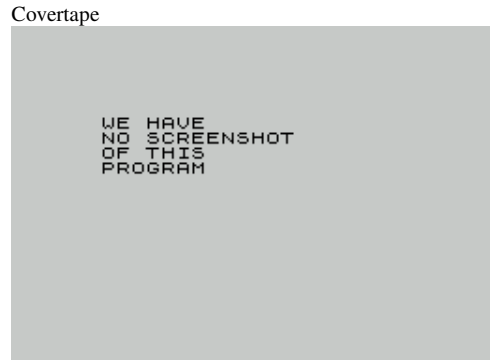 Covertape
WE HAVE
NO SCREENSHOT
OF THIS
PROGRAM